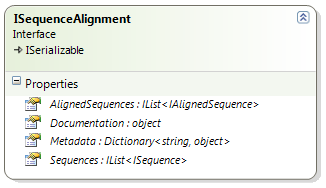 ISequenceAlignment
Interface
ISerializable
Properties
AlignedSequences : IList<IAlignedSequence>
Documentation : object
Metadata : Dictionary<string, object>
Sequences : IList<ISequence>